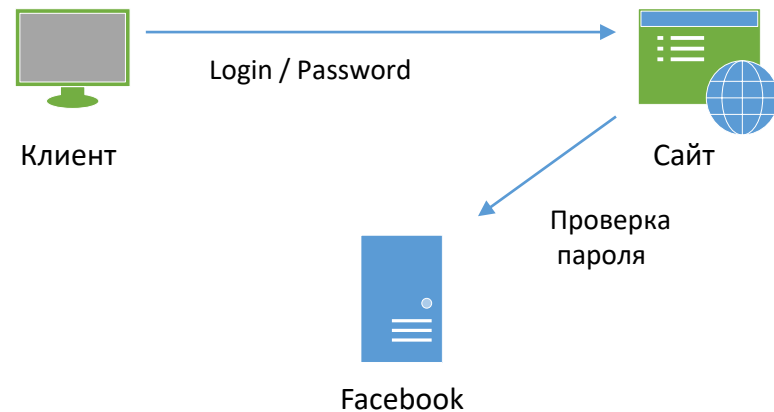 Login / Password
Клиент
Сайт
Проверка
пароля
Facebook